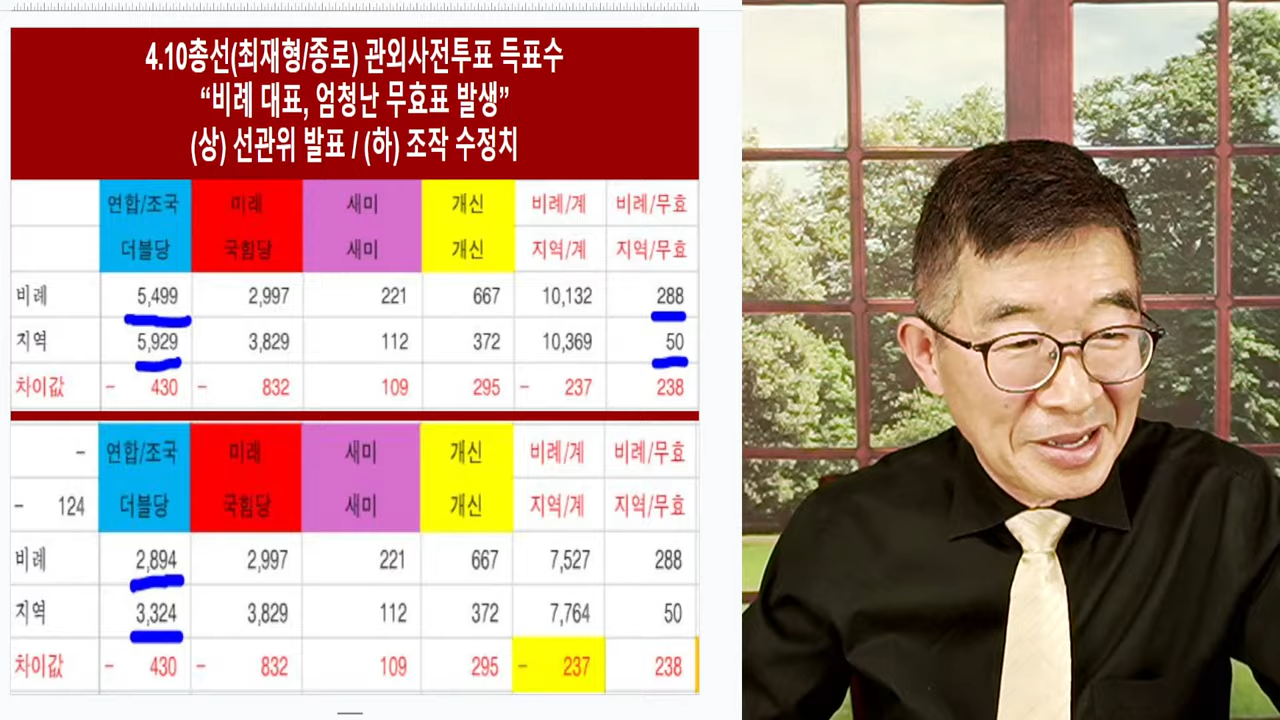 4.10총선(최재형/종로) 관외사전투표 득표수
“비례 대표, 엄청난 무효표 발생”
(상) 선관위 발표 / (하) 조작 수정치
연합/조국 미래 새미 개신 비례/계 비례/무효
더블당 국힘당 새미 개신 지역/계 지역/무효
비례 5,499 2,997 221 667 10,132 288
지역 5,929 3,829 112 372 10,369 50
차이값 - 430 - 832 109 295 - 237 238
- 연합/조국 미래 새미 개신 비례/계 비례/무효
- 124 더블당 국힘당 새미 개신 지역/계 지역/무효
비례 2,894 2,997 221 667 7,527 288
지역 3,324 3,829 112 372 7,764 50
차이값 - 430 - 832 109 295 - 237 238